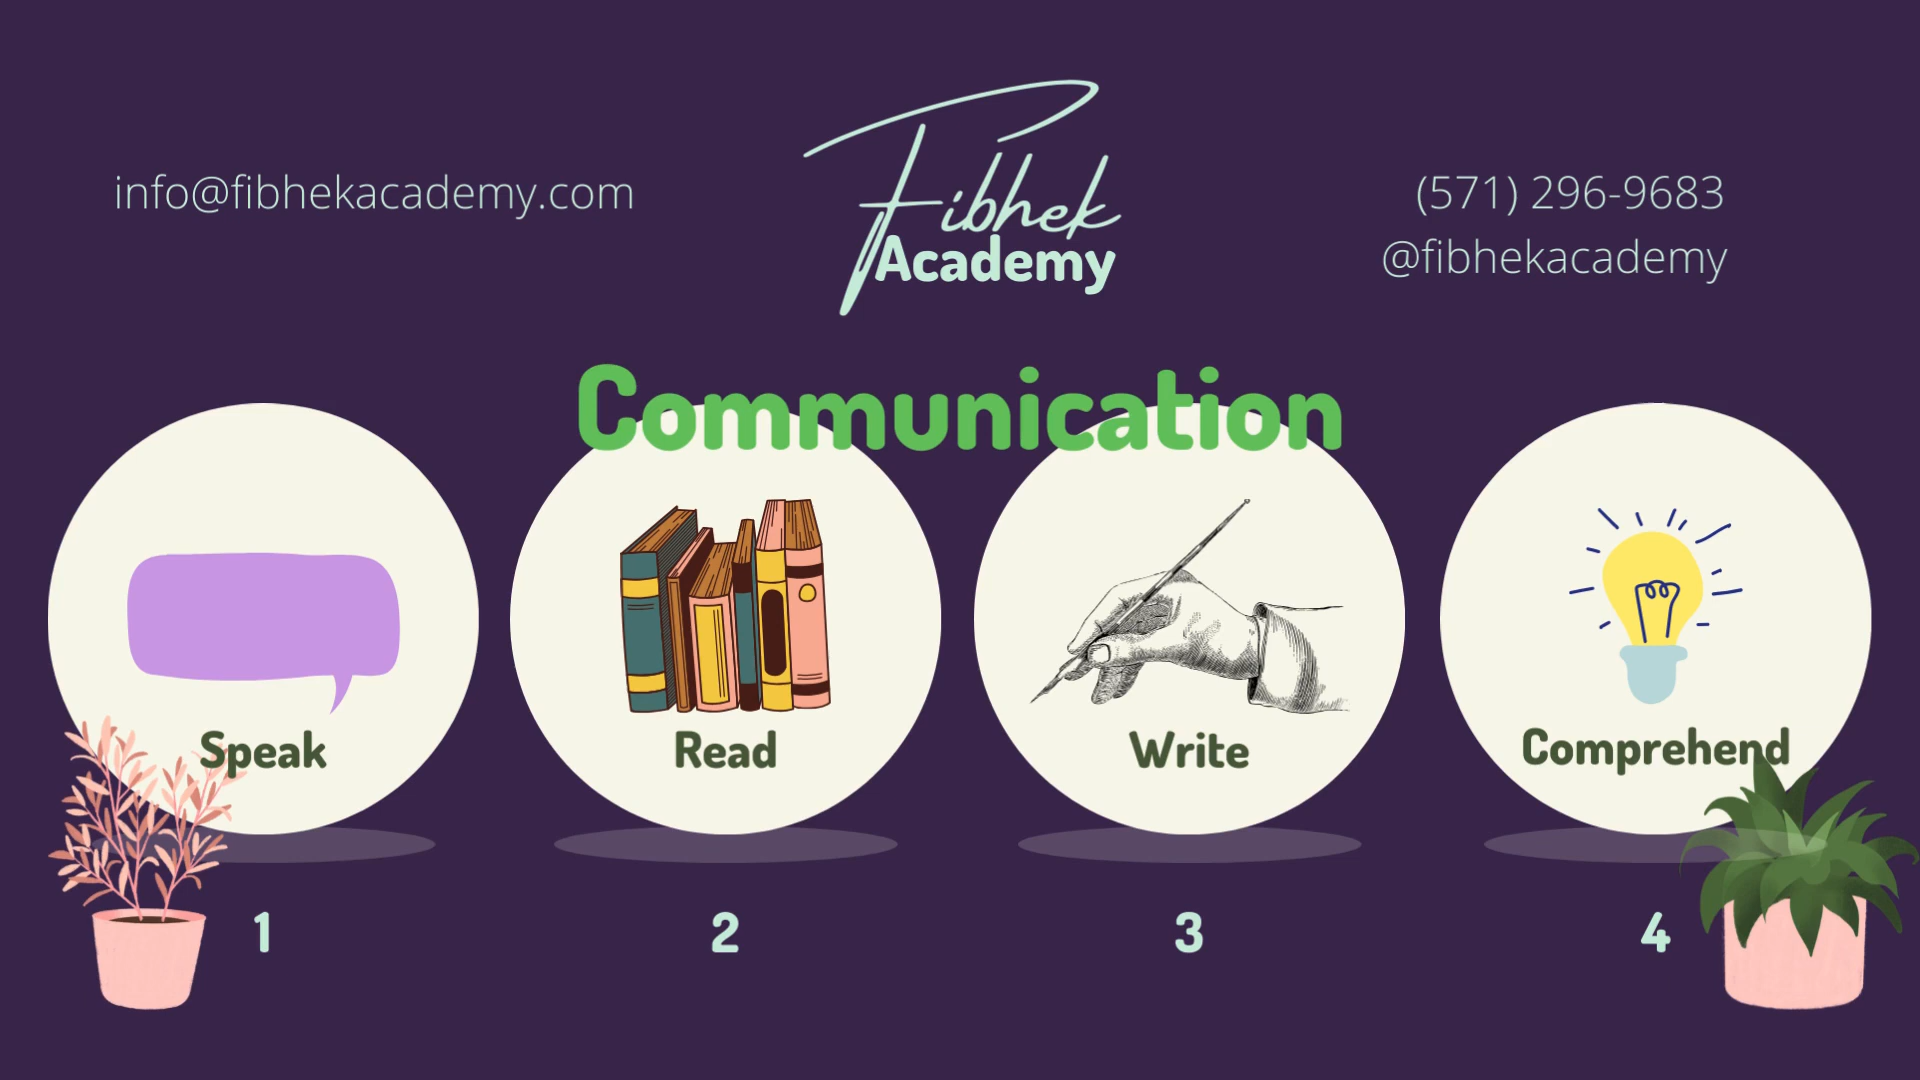 info@fibhekacademy.com
Fibhek
Academy
(571) 296-9683
@fibhekacademy
Communication
Speak
Read
Write
Comprehend
1
2
3
4